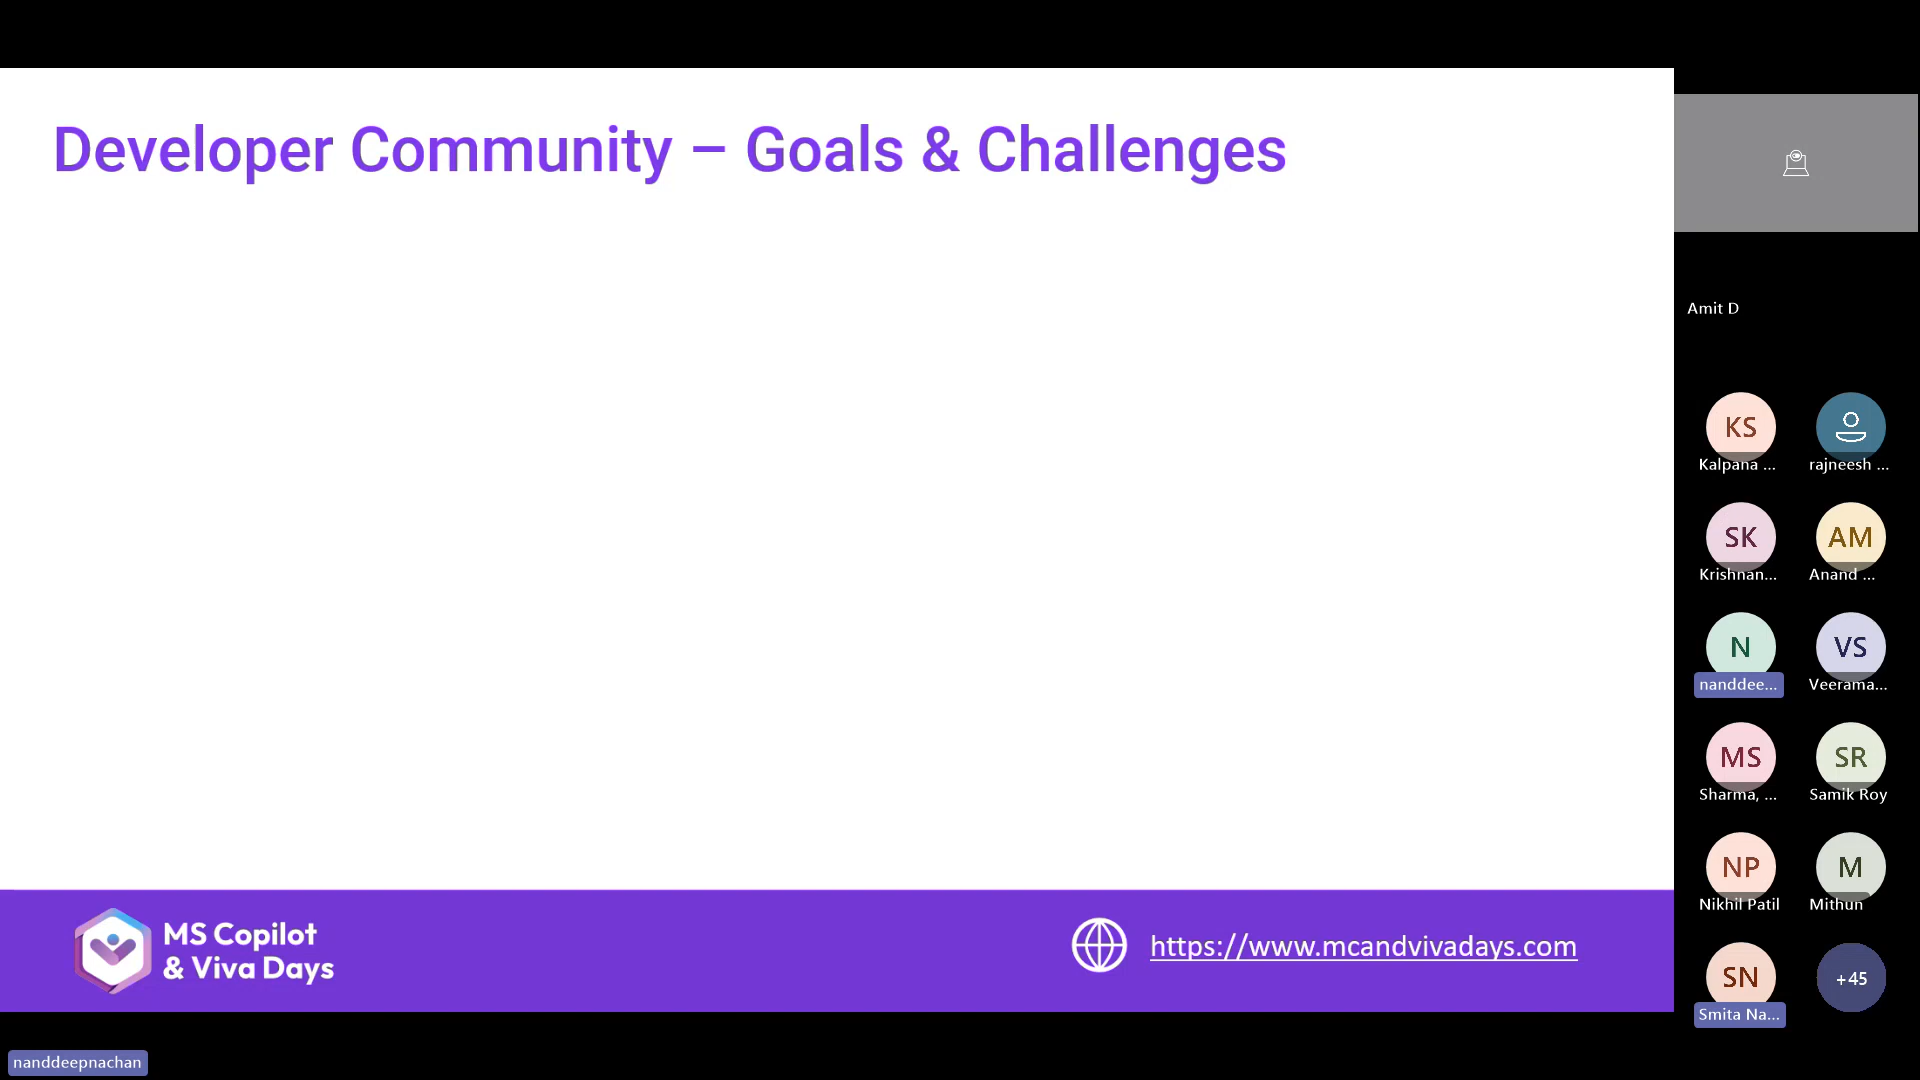 Developer Community – Goals & Challenges
Amit D
KS
Kalpana ...
rajneesh ...
SK
Krishnan...
AM
Anand ...
N
nanddee...
VS
Veerama...
MS
Sharma, ...
SR
Samik Roy
NP
Nikhil Patil
M
Mithun
SN
Smita Na...
+45
MS Copilot
& Viva Days
https://www.mcandvivadays.com
nanddeepnachan